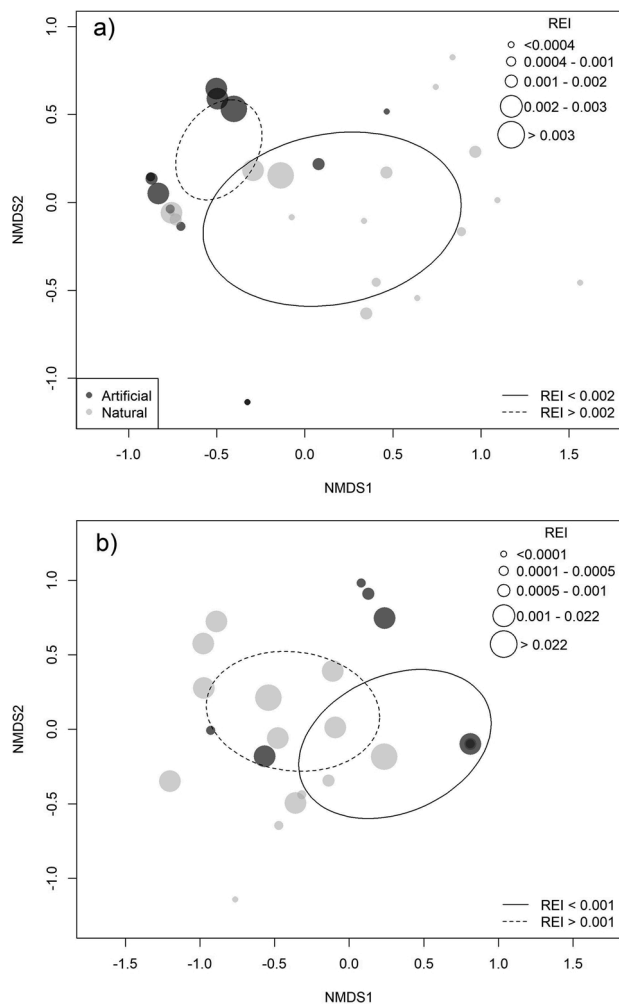 a)
REI
<0.0004
0.0004 - 0.001
0.001 - 0.002
0.002 - 0.003
> 0.003
1.0
0.5
0.0
-0.5
-1.0
NMDS2
Artificial
Natural
REI < 0.002
REI > 0.002
-1.0 -0.5 0.0 0.5 1.0 1.5
NMDS1
b)
REI
<0.0001
0.0001 - 0.0005
0.0005 - 0.001
0.001 - 0.022
> 0.022
1.0
0.5
0.0
-0.5
-1.0
NMDS2
REI < 0.001
REI > 0.001
-1.5 -1.0 -0.5 0.0 0.5 1.0 1.5
NMDS1